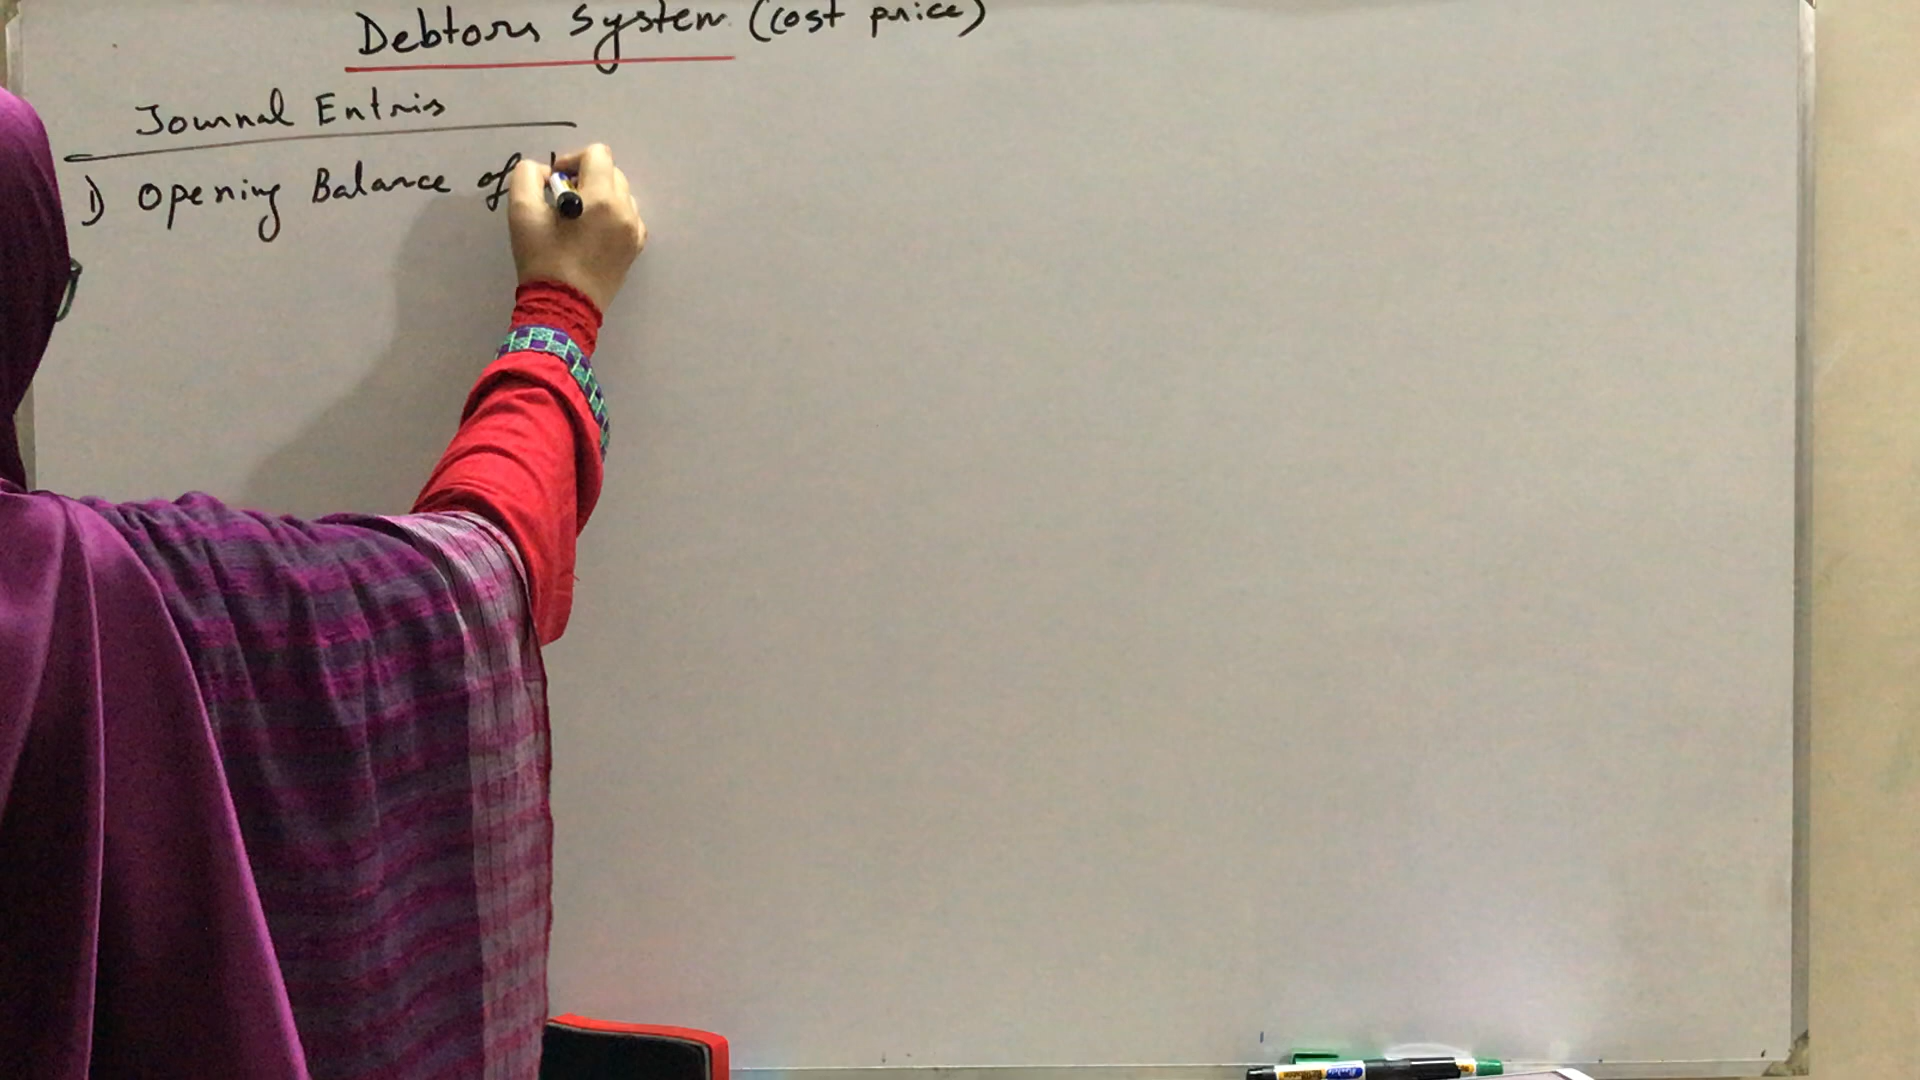 Debtors System (cost price)
Journal Entries
1) Opening Balance of